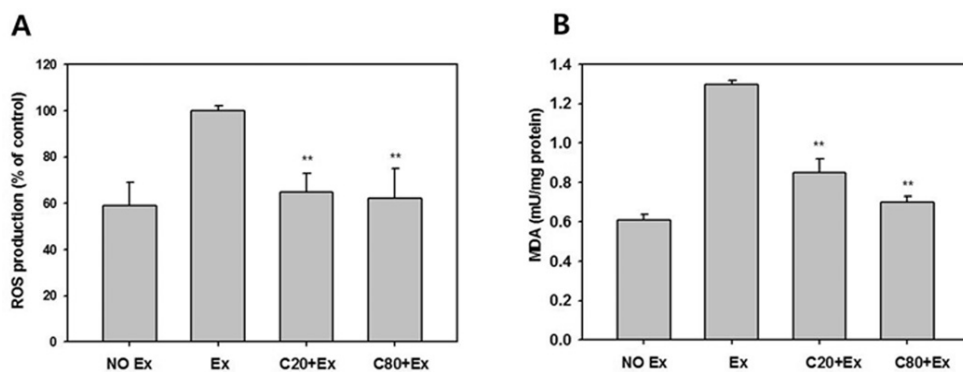 A
ROS production (% of control)
120
100
80
60
40
20
0
**
**
NO Ex
Ex
C20+Ex
C80+Ex
B
MDA (mU/mg protein)
1.4
1.2
1.0
0.8
0.6
0.4
0.2
0.0
**
**
NO Ex
Ex
C20+Ex
C80+Ex